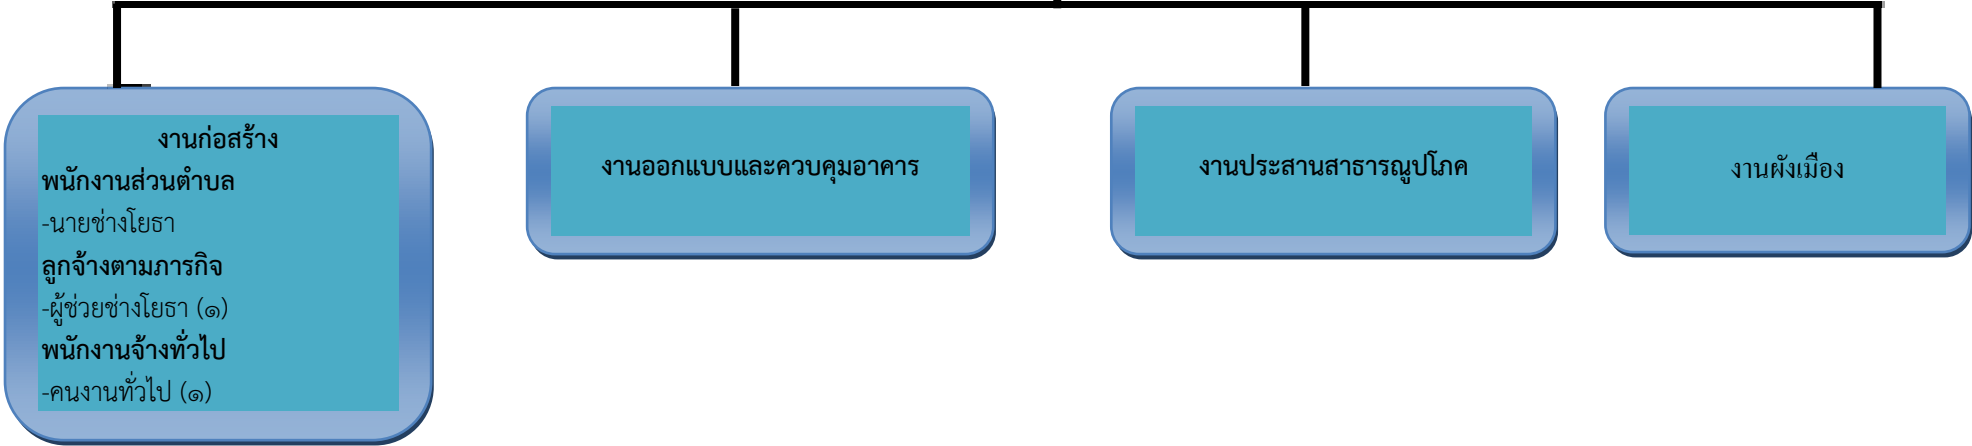 งานก่อสร้าง
พนักงานส่วนตำบล
-นายช่างโยธา
ลูกจ้างตามภารกิจ
-ผู้ช่วยช่างโยธา (๑)
พนักงานจ้างทั่วไป
-คนงานทั่วไป (๑)
งานออกแบบและควบคุมอาคาร
งานประสานสาธารณูปโภค
งานผังเมือง